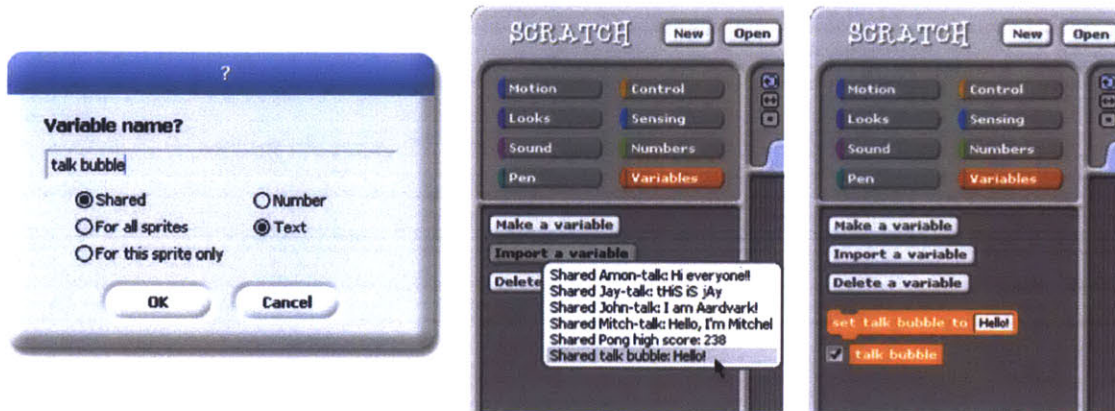 ?
Variable name?
talk bubble
Shared
Number
For all sprites
Text
For this sprite only
OK
Cancel
SCRATCH
New
Open
Motion
Control
Looks
Sensing
Sound
Numbers
Pen
Variables
Make a variable
Import a variable
Delete
Shared Amon-talk: Hi everyone!!
Shared Jay-talk: tHiS iS jAy
Shared John-talk: I am Aardvark!
Shared Mitch-talk: Hello, I'm Mitchel
Shared Pong high score: 238
Shared talk bubble: Hello!
SCRATCH
New
Open
Motion
Control
Looks
Sensing
Sound
Numbers
Pen
Variables
Make a variable
Import a variable
Delete a variable
set talk bubble to Hello!
talk bubble